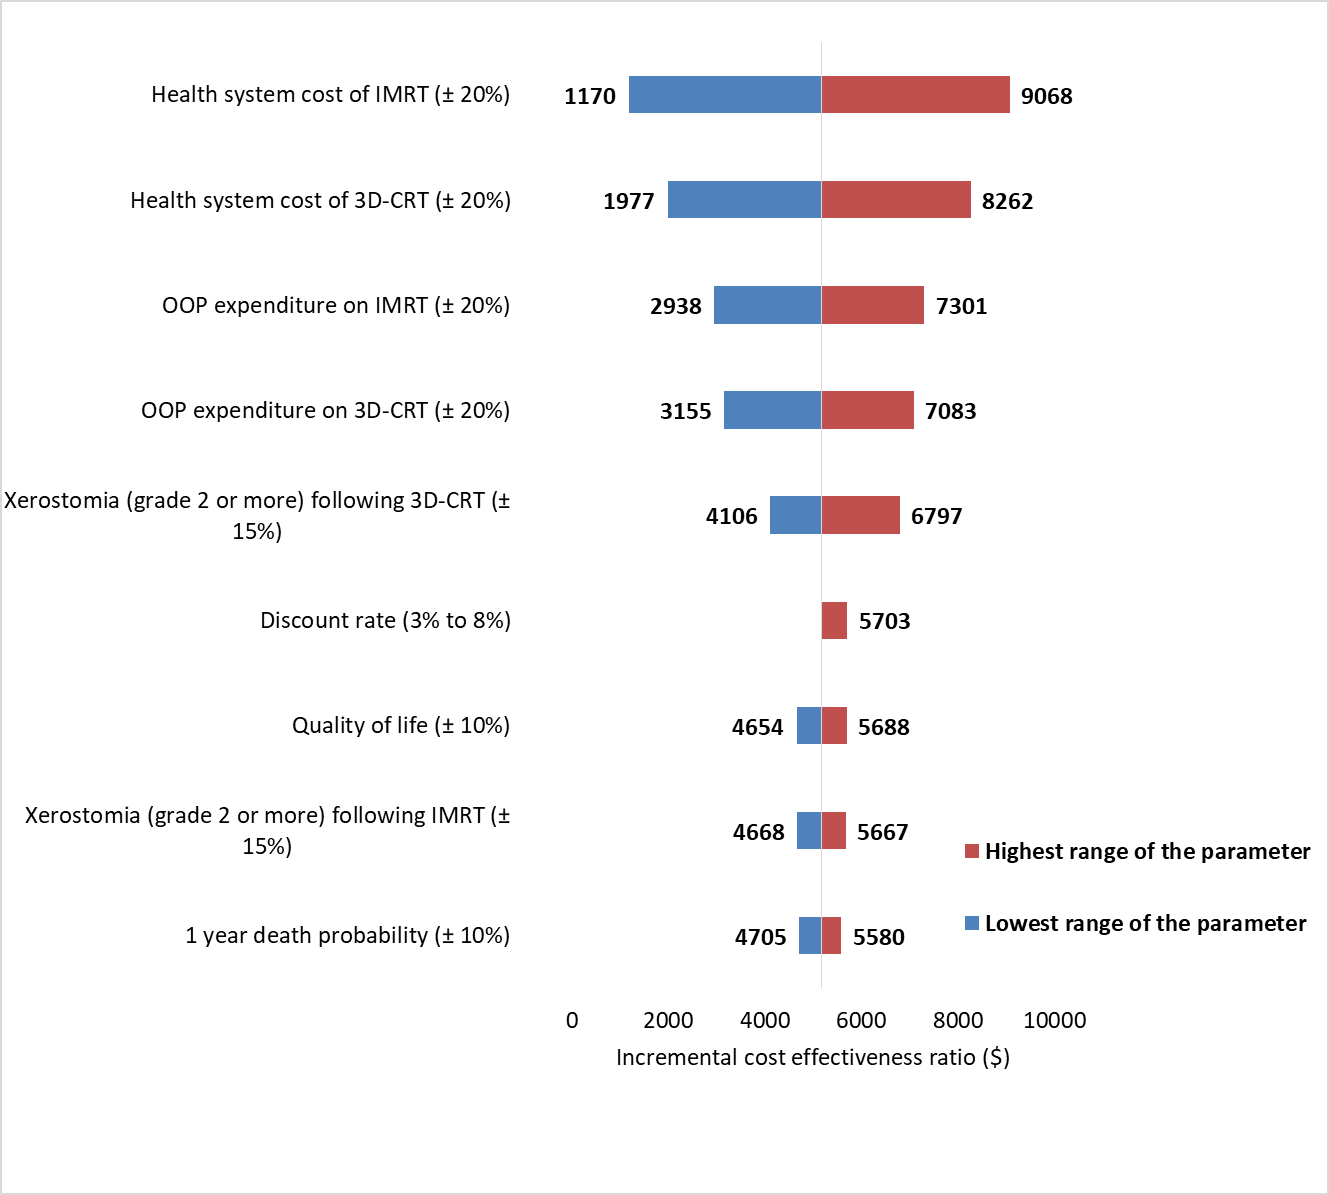 Health system cost of IMRT (± 20%)
1170
9068
Health system cost of 3D-CRT (± 20%)
1977
8262
OOP expenditure on IMRT (± 20%)
2938
7301
OOP expenditure on 3D-CRT (± 20%)
3155
7083
Xerostomia (grade 2 or more) following 3D-CRT (±
15%)
4106
6797
Discount rate (3% to 8%)
5703
Quality of life (± 10%)
4654
5688
Xerostomia (grade 2 or more) following IMRT (±
15%)
4668
5667
Highest range of the parameter
1 year death probability (± 10%)
4705
5580
Lowest range of the parameter
0 2000 4000 6000 8000 10000
Incremental cost effectiveness ratio ($)